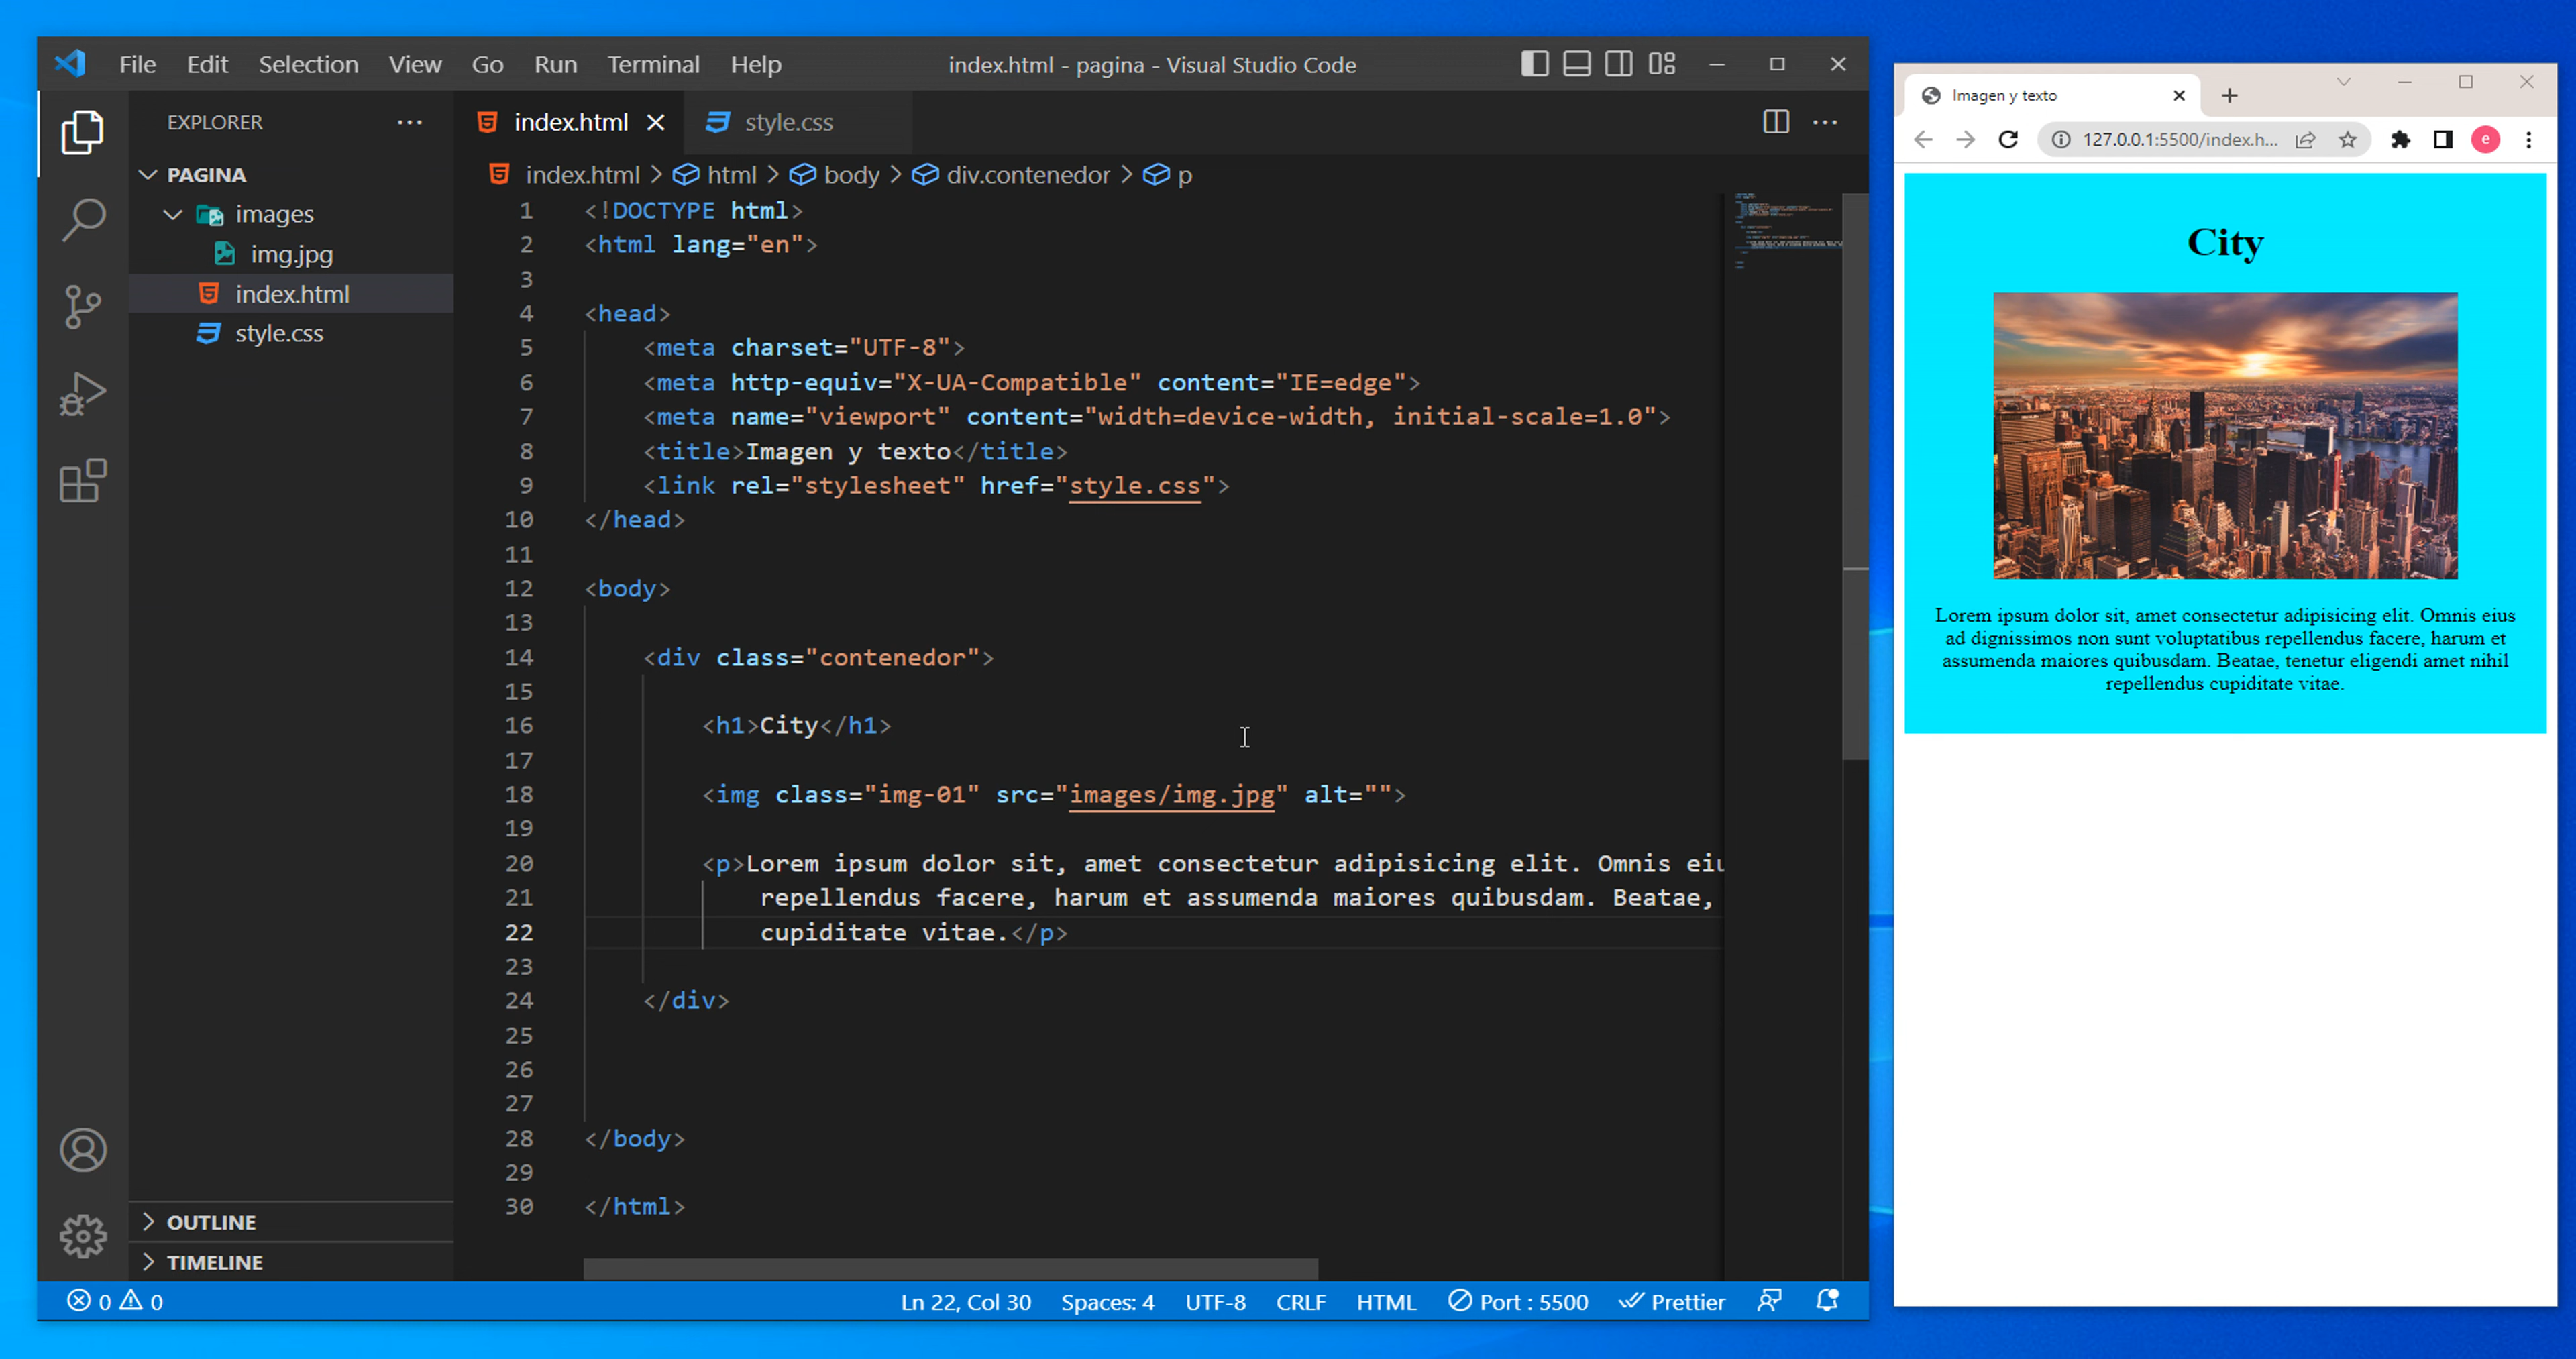 File Edit Selection View Go Run Terminal Help
index.html - pagina - Visual Studio Code
EXPLORER
PAGINA
images
img.jpg
index.html
style.css
OUTLINE
TIMELINE
index.html
style.css
index.html > html > body > div.contenedor > p
1 <!DOCTYPE html>
2 <html lang="en">
3
4 <head>
5 <meta charset="UTF-8">
6 <meta http-equiv="X-UA-Compatible" content="IE=edge">
7 <meta name="viewport" content="width=device-width, initial-scale=1.0">
8 <title>Imagen y texto</title>
9 <link rel="stylesheet" href="style.css">
10 </head>
11
12 <body>
13
14 <div class="contenedor">
15
16 <h1>City</h1>
17
18 <img class="img-01" src="images/img.jpg" alt="">
19
20 <p>Lorem ipsum dolor sit, amet consectetur adipisicing elit. Omnis eiu
21 repellendus facere, harum et assumenda maiores quibusdam. Beatae,
22 cupiditate vitae.</p>
23
24 </div>
25
26
27
28 </body>
29
30 </html>
0 0
Ln 22, Col 30 Spaces: 4 UTF-8 CRLF HTML Port : 5500 Prettier
Imagen y texto
127.0.0.1:5500/index.h...
e
City
Lorem ipsum dolor sit, amet consectetur adipisicing elit. Omnis eius
ad dignissimos non sunt voluptatibus repellendus facere, harum et
assumenda maiores quibusdam. Beatae, tenetur eligendi amet nihil
repellendus cupiditate vitae.